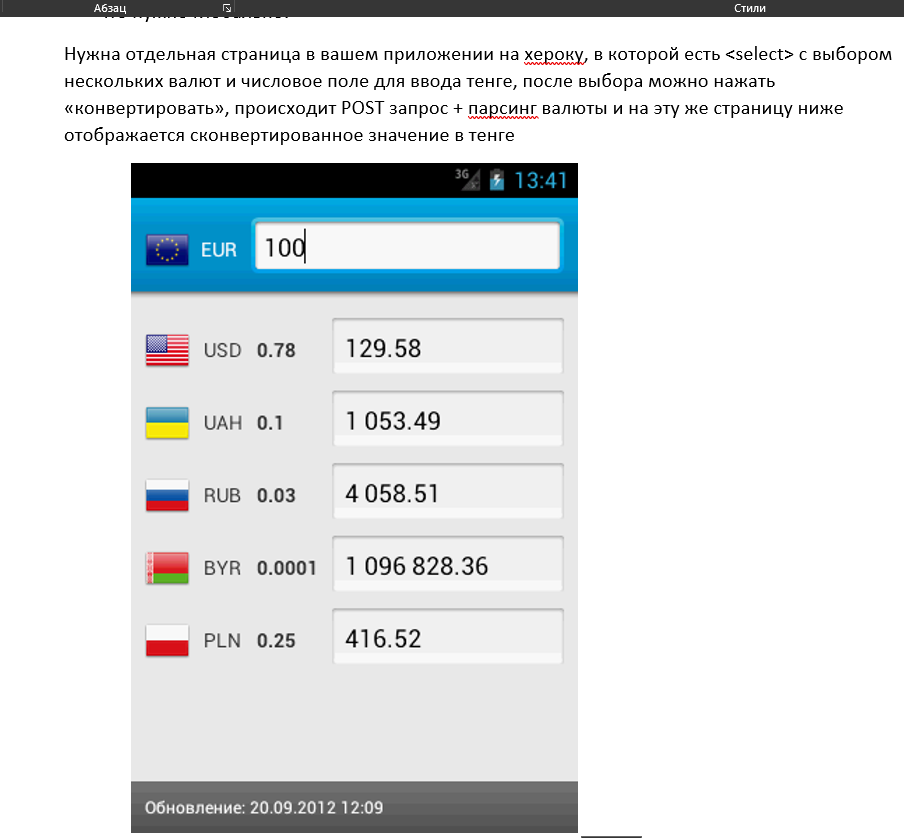 Абзац
Стили
Нужна отдельная страница в вашем приложении на хероку, в которой есть <select> с выбором
нескольких валют и числовое поле для ввода тенге, после выбора можно нажать
«конвертировать», происходит POST запрос + парсинг валюты и на эту же страницу ниже
отображается сконвертированное значение в тенге
3G 13:41
EUR 100
USD 0.78 129.58
UAH 0.1 1 053.49
RUB 0.03 4 058.51
BYR 0.0001 1 096 828.36
PLN 0.25 416.52
Обновление: 20.09.2012 12:09